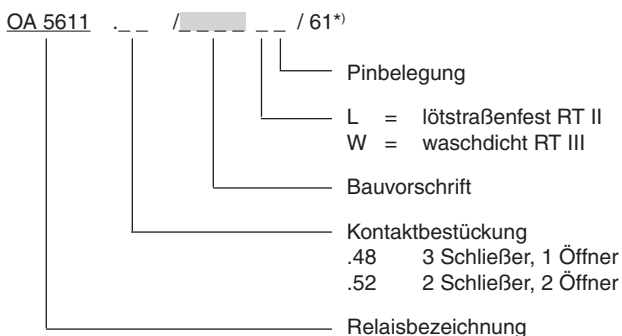 OA 5611 ._ _ /_ _ _ _ _ _ / 61*)
Pinbelegung
L = lötstraßenfest RT II
W = waschdicht RT III
Bauvorschrift
Kontaktbestückung
.48 3 Schließer, 1 Öffner
.52 2 Schließer, 2 Öffner
Relaisbezeichnung